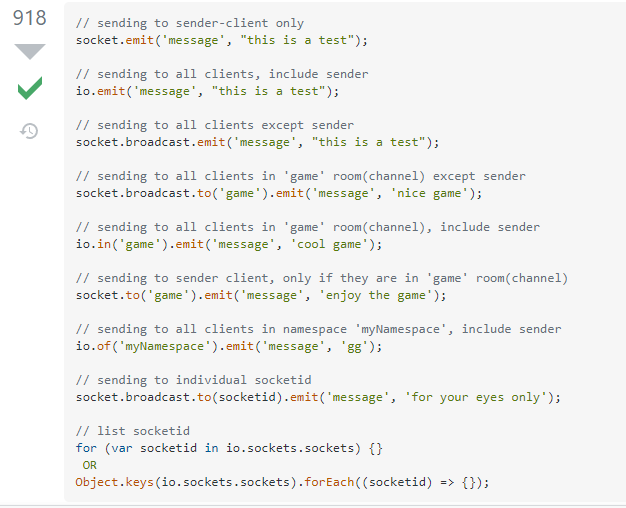 918
// sending to sender-client only
socket.emit('message', "this is a test");
// sending to all clients, include sender
io.emit('message', "this is a test");
// sending to all clients except sender
socket.broadcast.emit('message', "this is a test");
// sending to all clients in 'game' room(channel) except sender
socket.broadcast.to('game').emit('message', 'nice game');
// sending to all clients in 'game' room(channel), include sender
io.in('game').emit('message', 'cool game');
// sending to sender client, only if they are in 'game' room(channel)
socket.to('game').emit('message', 'enjoy the game');
// sending to all clients in namespace 'myNamespace', include sender
io.of('myNamespace').emit('message', 'gg');
// sending to individual socketid
socket.broadcast.to(socketid).emit('message', 'for your eyes only');
// list socketid
for (var socketid in io.sockets.sockets) {}
OR
Object.keys(io.sockets.sockets).forEach((socketid) => {});